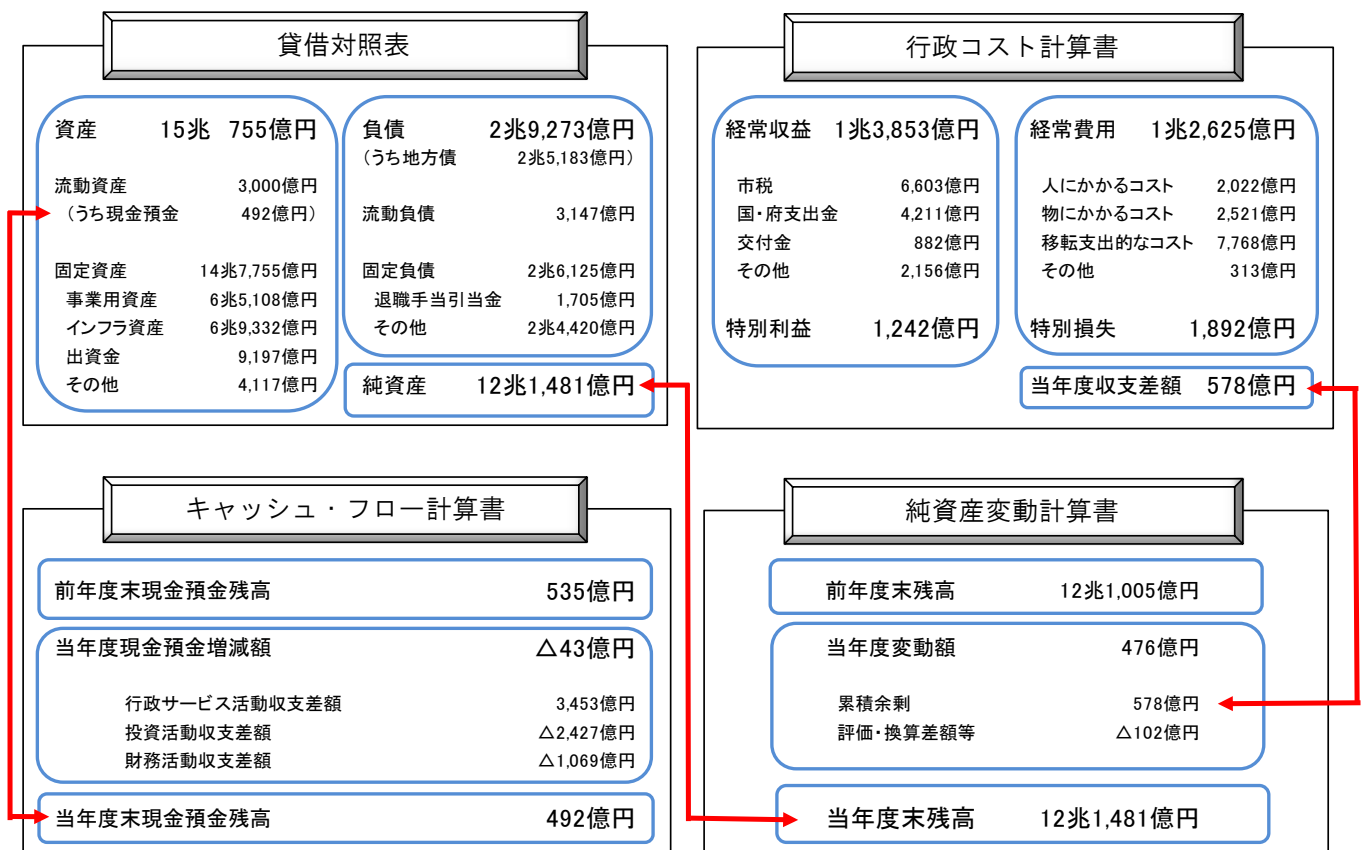 貸借対照表
資産 15兆 755億円
流動資産 3,000億円
(うち現金預金 492億円)
固定資産 14兆7,755億円
事業用資産 6兆5,108億円
インフラ資産 6兆9,332億円
出資金 9,197億円
その他 4,117億円
負債 2兆9,273億円
(うち地方債 2兆5,183億円)
流動負債 3,147億円
固定負債 2兆6,125億円
退職手当引当金 1,705億円
その他 2兆4,420億円
純資産 12兆1,481億円
行政コスト計算書
経常収益 1兆3,853億円
市税 6,603億円
国・府支出金 4,211億円
交付金 882億円
その他 2,156億円
特別利益 1,242億円
経常費用 1兆2,625億円
人にかかるコスト 2,022億円
物にかかるコスト 2,521億円
移転支出的なコスト 7,768億円
その他 313億円
特別損失 1,892億円
当年度収支差額 578億円
キャッシュ・フロー計算書
前年度末現金預金残高 535億円
当年度現金預金増減額 △43億円
行政サービス活動収支差額 3,453億円
投資活動収支差額 △2,427億円
財務活動収支差額 △1,069億円
当年度末現金預金残高 492億円
純資産変動計算書
前年度末残高 12兆1,005億円
当年度変動額 476億円
累積余剰 578億円
評価・換算差額等 △102億円
当年度末残高 12兆1,481億円